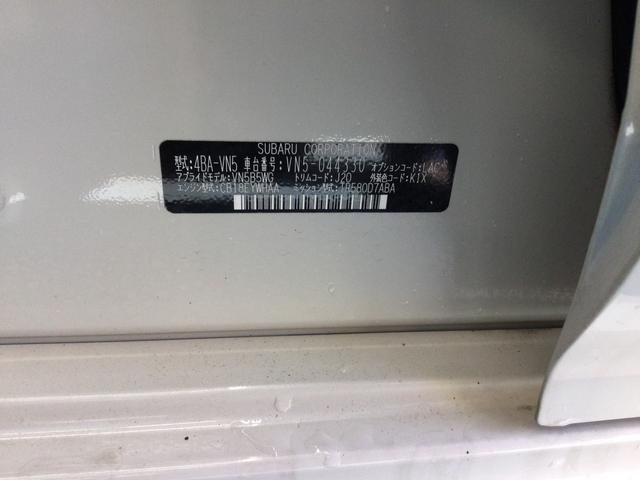 SUBARU CORPORATION
型式:4BA-VN5 車台番号:VN5-044330 オプションコード:LAC
アプライドモデル:VN5B5WG トリムコード:J20 外装色コード:K1X
エンジン型式:CB18EYWHAA ミッション型式:TR580D7ABA